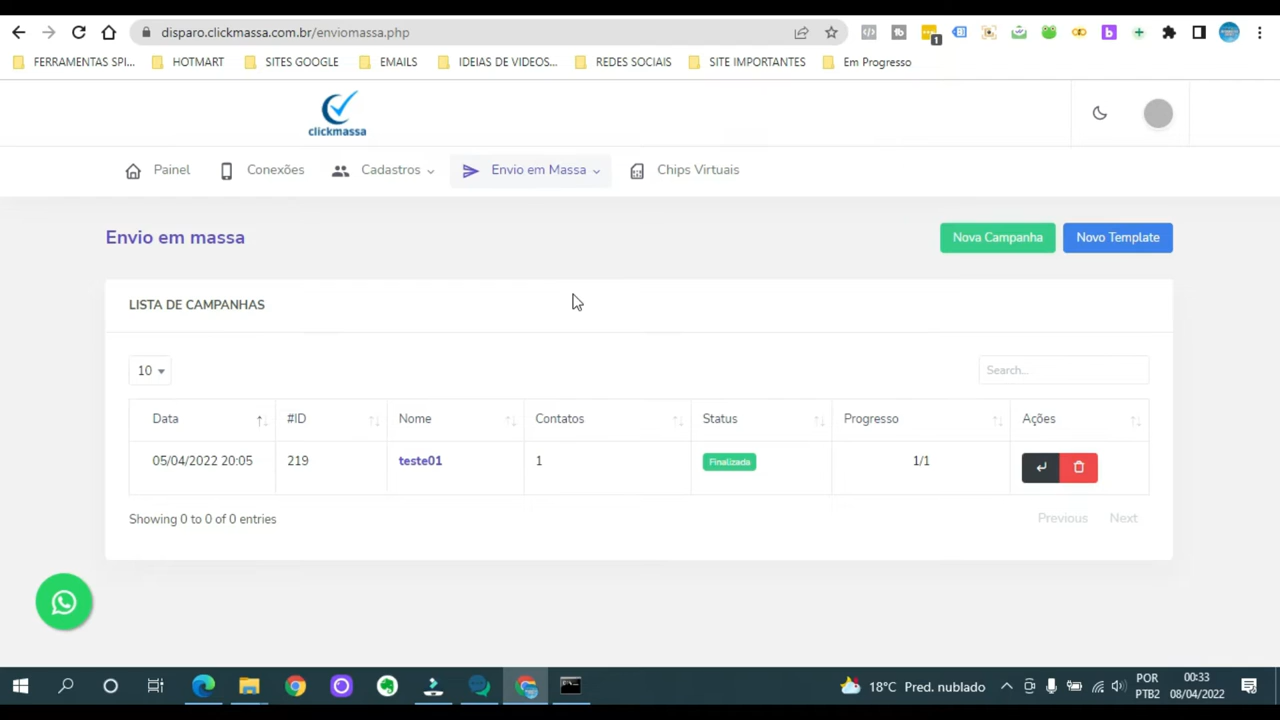 disparo.clickmassa.com.br/enviomassa.php
1
FERRAMENTAS SPI...
HOTMART
SITES GOOGLE
EMAILS
IDEIAS DE VIDEOS...
REDES SOCIAIS
SITE IMPORTANTES
Em Progresso
clickmassa
Painel
Conexões
Cadastros
Envio em Massa
Chips Virtuais
Envio em massa
Nova Campanha
Novo Template
LISTA DE CAMPANHAS
10
Search...
Data
#ID
Nome
Contatos
Status
Progresso
Ações
05/04/2022 20:05
219
teste01
1
Finalizada
1/1
Showing 0 to 0 of 0 entries
Previous
Next
18°C Pred. nublado
POR
PTB2
00:33
08/04/2022